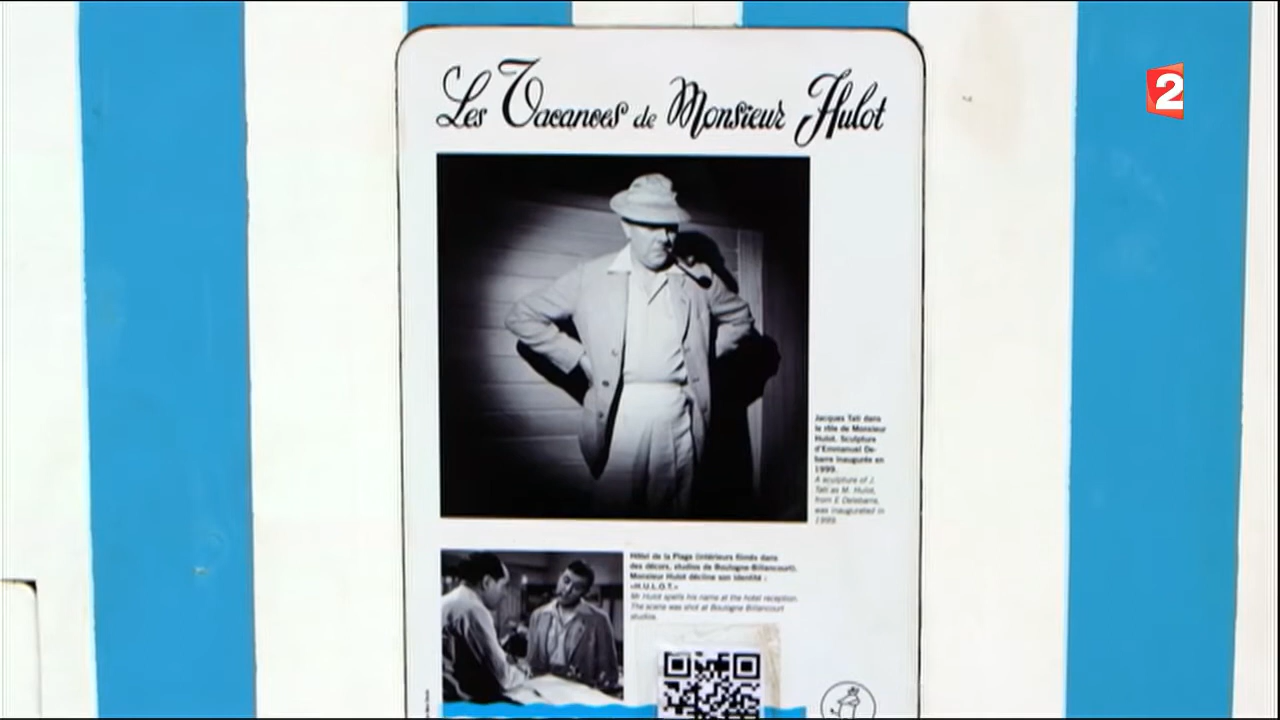 Les Vacances de Monsieur Hulot
2
Jacques Tati dans
le rôle de Monsieur
Hulot. Sculpture
d'Emmanuel De-
barre inaugurée en
1999.
A sculpture of J.
Tati as M. Hulot,
from E Debarre,
was inaugurated in
1999.
Hôtel de la Plage (intérieurs filmés dans
des décors, studios de Boulogne-Billancourt).
Monsieur Hulot décline son identité :
«H.U.L.O.T.»
Mr Hulot spells his name at the hotel reception.
The scene was shot at Boulogne Billancourt
studios.